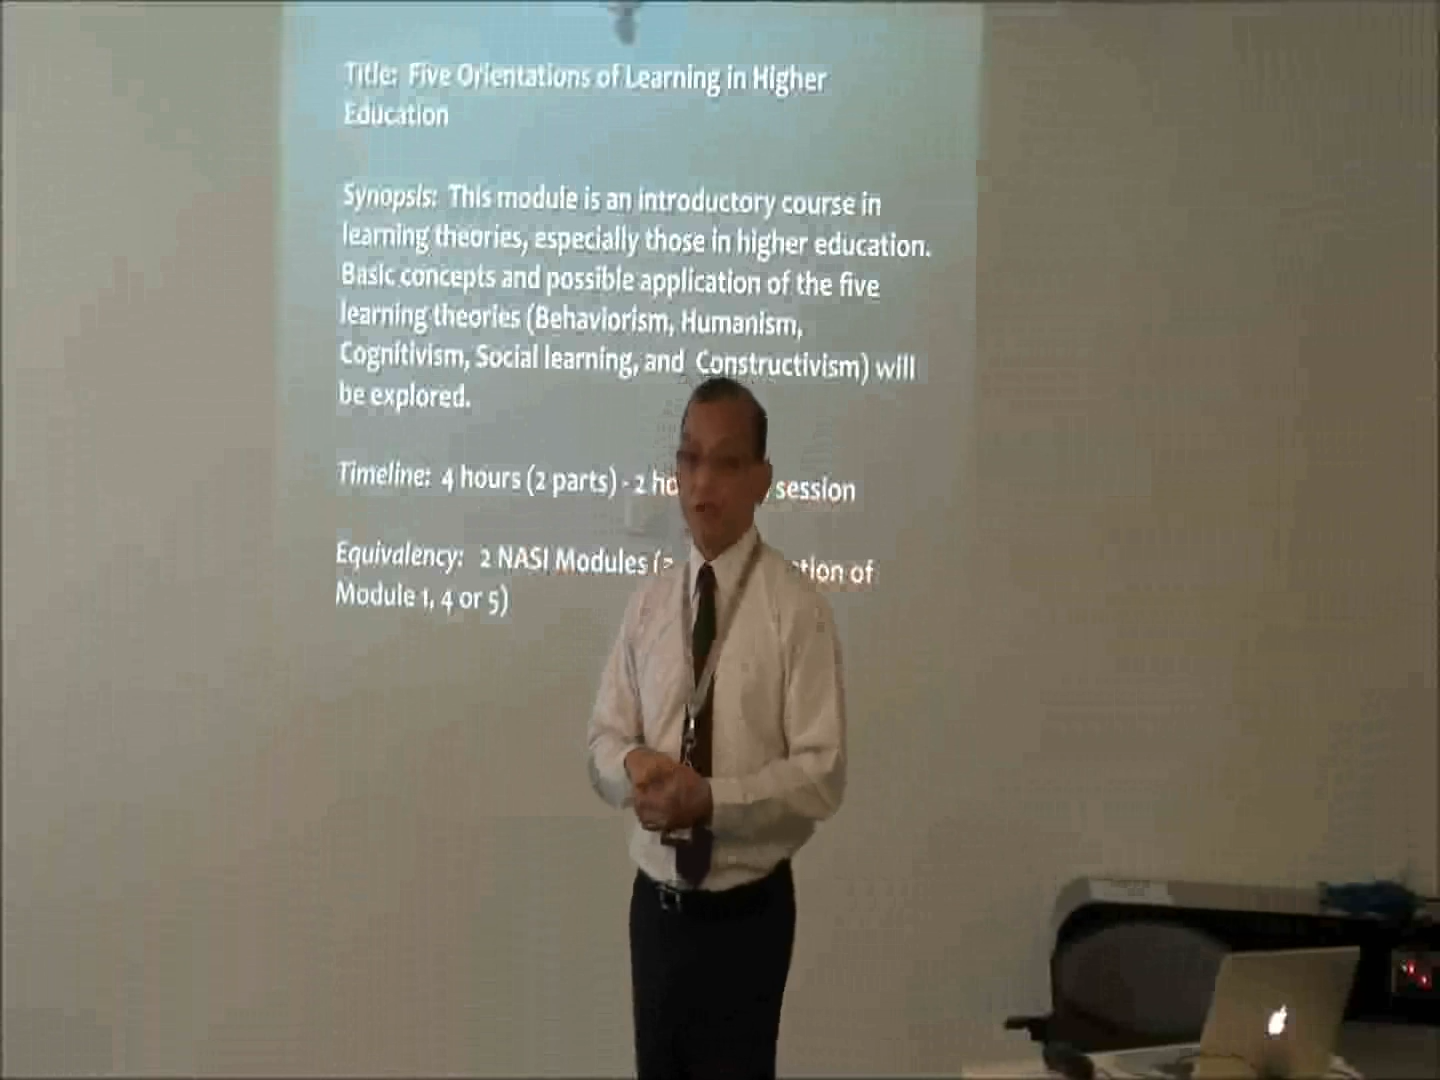 Title: Five Orientations of Learning in Higher
Education
Synopsis: This module is an introductory course in
learning theories, especially those in higher education.
Basic concepts and possible application of the five
learning theories (Behaviorism, Humanism,
Cognitivism, Social learning, and Constructivism) will
be explored.
Timeline: 4 hours (2 parts) - 2 session
Equivalency: 2 NASI Modules ( of
Module 1, 4 or 5)